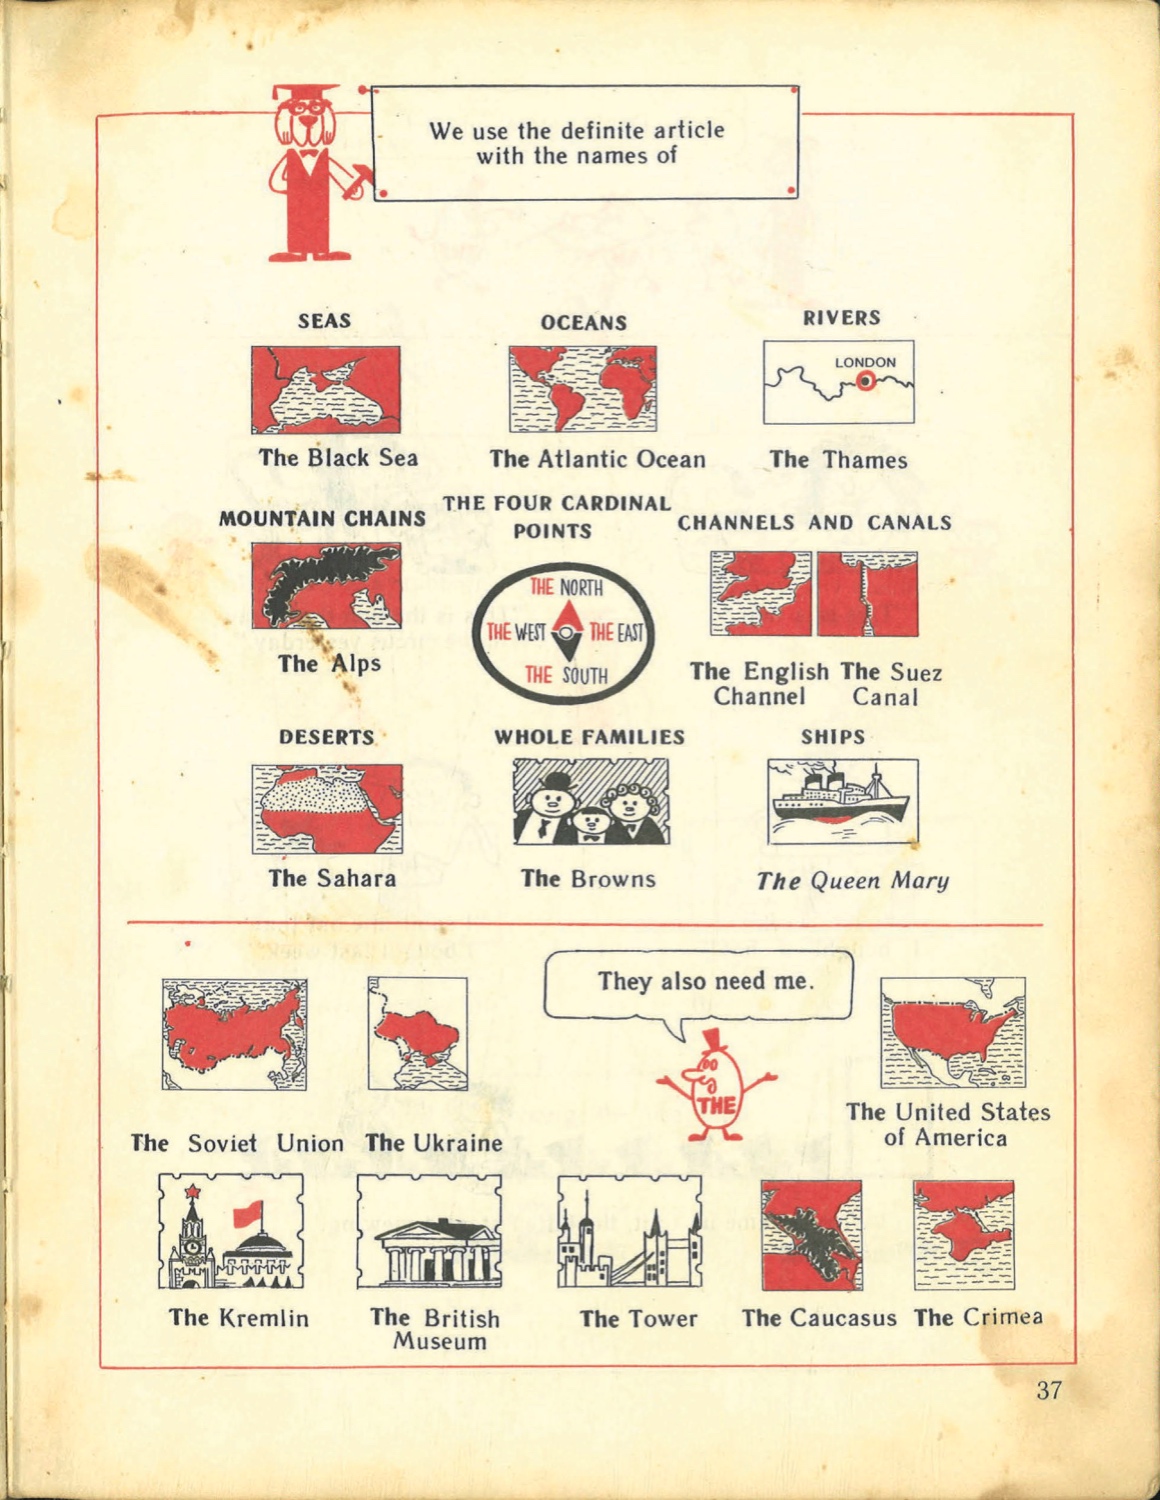 We use the definite article
with the names of
SEAS
OCEANS
RIVERS
LONDON
The Black Sea
The Atlantic Ocean
The Thames
MOUNTAIN CHAINS
THE FOUR CARDINAL
POINTS
CHANNELS AND CANALS
THE NORTH
THE WEST
THE EAST
THE SOUTH
The Alps
The English
Channel
The Suez
Canal
DESERTS
WHOLE FAMILIES
SHIPS
The Sahara
The Browns
The Queen Mary
They also need me.
THE
The Soviet Union
The Ukraine
The United States
of America
The Kremlin
The British
Museum
The Tower
The Caucasus
The Crimea
37